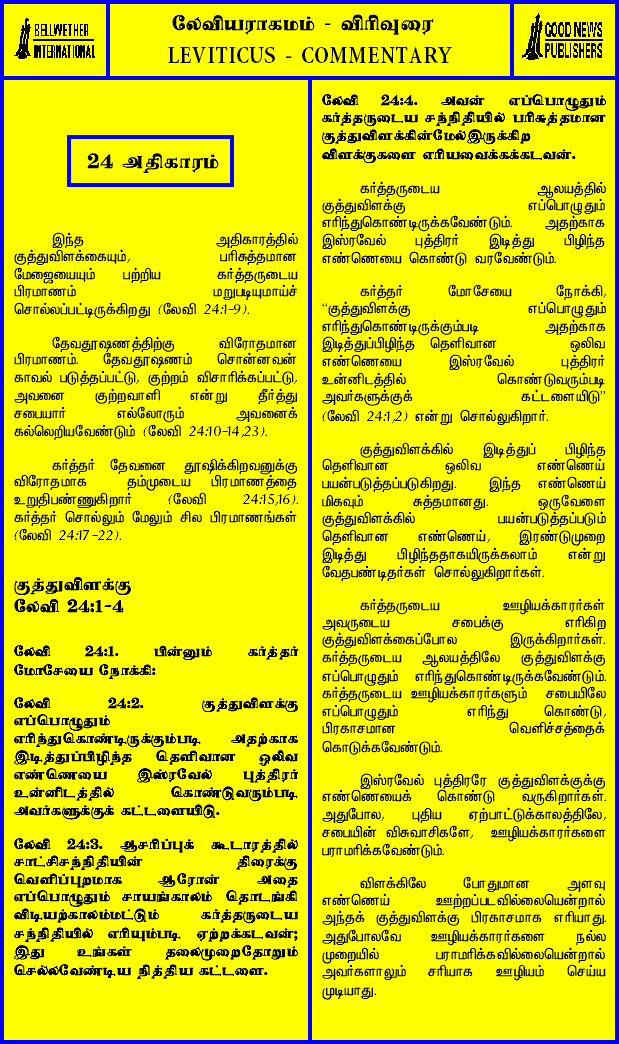 BELLWETHER
INTERNATIONAL
லேவியராகமம் - விரிவுரை
LEVITICUS - COMMENTARY
GOOD NEWS
PUBLISHERS
24 அதிகாரம்
இந்த அதிகாரத்தில்
குத்துவிளக்கையும், பரிசுத்தமான
மேஜையையும் பற்றிய கர்த்தருடைய
பிரமாணம் மறுபடியுமாய்ச்
சொல்லப்பட்டிருக்கிறது (லேவி 24:1-9).
தேவதூஷணத்திற்கு விரோதமான
பிரமாணம். தேவதூஷணம் சொன்னவன்
காவல் படுத்தப்பட்டு, குற்றம் விசாரிக்கப்பட்டு,
அவனை குற்றவாளி என்று தீர்த்து
சபையார் எல்லோரும் அவனைக்
கல்லெறியவேண்டும் (லேவி 24:10-14,23).
கர்த்தர் தேவனை தூஷிக்கிறவனுக்கு
விரோதமாக தம்முடைய பிரமாணத்தை
உறுதிபண்ணுகிறார் (லேவி 24:15,16).
கர்த்தர் சொல்லும் மேலும் சில பிரமாணங்கள்
(லேவி 24:17-22).
குத்துவிளக்கு
லேவி 24:1-4
லேவி 24:1. பின்னும் கர்த்தர்
மோசேயை நோக்கி:
லேவி 24:2. குத்துவிளக்கு
எப்பொழுதும்
எரிந்துகொண்டிருக்கும்படி அதற்காக
இடித்துப்பிழிந்த தெளிவான ஒலிவ
எண்ணெயை இஸ்ரவேல் புத்திரர்
உன்னிடத்தில் கொண்டுவரும்படி
அவர்களுக்குக் கட்டளையிடு.
லேவி 24:3. ஆசரிப்புக் கூடாரத்தில்
சாட்சிசந்நிதியின் திரைக்கு
வெளிப்புறமாக ஆரோன் அதை
எப்பொழுதும் சாயங்காலம் தொடங்கி
விடியற்காலம்மட்டும் கர்த்தருடைய
சந்நிதியில் எரியும்படி ஏற்றக்கடவன்;
இது உங்கள் தலைமுறைதோறும்
செல்லவேண்டிய நித்திய கட்டளை.
லேவி 24:4. அவன் எப்பொழுதும்
கர்த்தருடைய சந்நிதியில் பரிசுத்தமான
குத்துவிளக்கின்மேல்இருக்கிற
விளக்குகளை எரியவைக்கக்கடவன்.
கர்த்தருடைய ஆலயத்தில்
குத்துவிளக்கு எப்பொழுதும்
எரிந்துகொண்டிருக்கவேண்டும். அதற்காக
இஸ்ரவேல் புத்திரர் இடித்து பிழிந்த
எண்ணெயை கொண்டு வரவேண்டும்.
கர்த்தர் மோசேயை நோக்கி,
“குத்துவிளக்கு எப்பொழுதும்
எரிந்துகொண்டிருக்கும்படி அதற்காக
இடித்துப்பிழிந்த தெளிவான ஒலிவ
எண்ணெயை இஸ்ரவேல் புத்திரர்
உன்னிடத்தில் கொண்டுவரும்படி
அவர்களுக்குக் கட்டளையிடு”
(லேவி 24:1,2) என்று சொல்லுகிறார்.
குத்துவிளக்கில் இடித்துப் பிழிந்த
தெளிவான ஒலிவ எண்ணெய்
பயன்படுத்தப்படுகிறது. இந்த எண்ணெய்
மிகவும் சுத்தமானது. ஒருவேளை
குத்துவிளக்கில் பயன்படுத்தப்படும்
தெளிவான எண்ணெய், இரண்டுமுறை
இடித்து பிழிந்ததாகயிருக்கலாம் என்று
வேதபண்டிதர்கள் சொல்லுகிறார்கள்.
கர்த்தருடைய ஊழியக்காரர்கள்
அவருடைய சபைக்கு எரிகிற
குத்துவிளக்கைப்போல இருக்கிறார்கள்.
கர்த்தருடைய ஆலயத்திலே குத்துவிளக்கு
எப்பொழுதும் எரிந்துகொண்டிருக்கவேண்டும்.
கர்த்தருடைய ஊழியக்காரர்களும் சபையிலே
எப்பொழுதும் எரிந்து கொண்டு,
பிரகாசமான வெளிச்சத்தைக்
கொடுக்கவேண்டும்.
இஸ்ரவேல் புத்திரரே குத்துவிளக்குக்கு
எண்ணெயைக் கொண்டு வருகிறார்கள்.
அதுபோல, புதிய ஏற்பாட்டுக்காலத்திலே,
சபையின் விசுவாசிகளே, ஊழியக்காரர்களை
பராமரிக்கவேண்டும்.
விளக்கிலே போதுமான அளவு
எண்ணெய் ஊற்றப்படவில்லையென்றால்
அந்தக் குத்துவிளக்கு பிரகாசமாக எரியாது.
அதுபோலவே ஊழியக்காரர்களை நல்ல
முறையில் பராமரிக்கவில்லையென்றால்
அவர்களாலும் சரியாக ஊழியம் செய்ய
முடியாது.